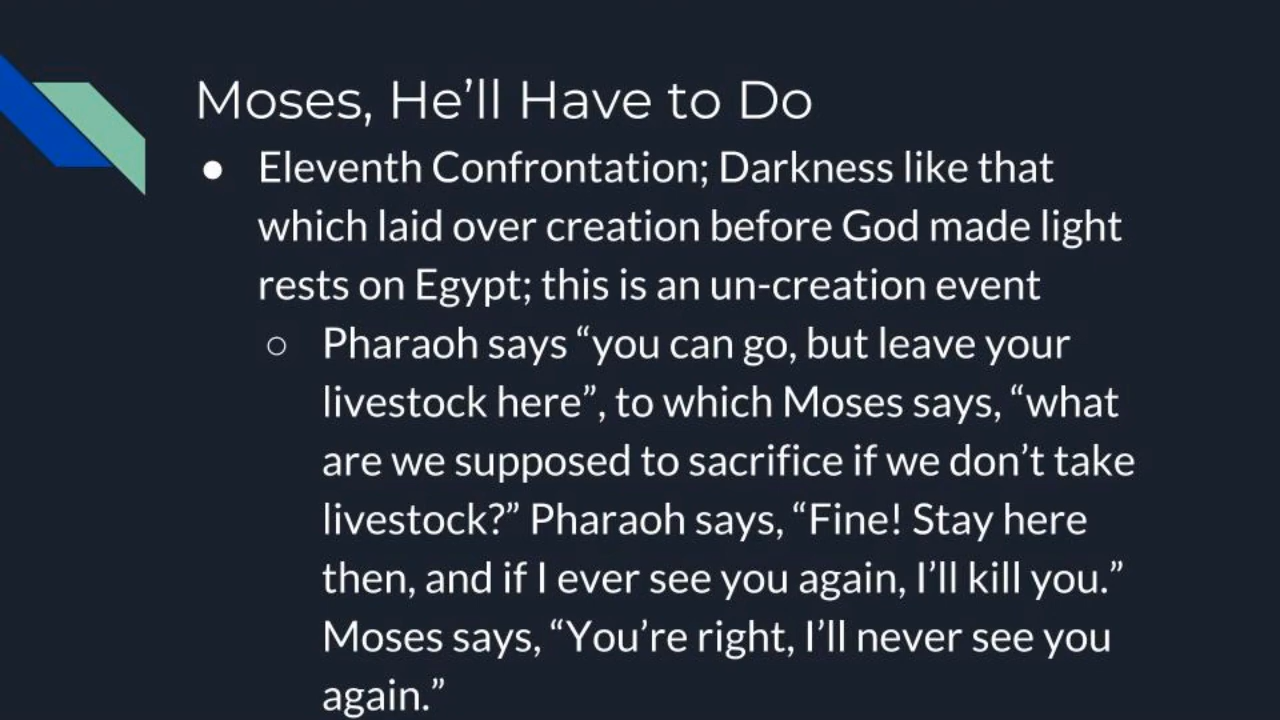 Moses, He’ll Have to Do
● Eleventh Confrontation; Darkness like that
which laid over creation before God made light
rests on Egypt; this is an un-creation event
○ Pharaoh says “you can go, but leave your
livestock here”, to which Moses says, “what
are we supposed to sacrifice if we don’t take
livestock?” Pharaoh says, “Fine! Stay here
then, and if I ever see you again, I’ll kill you.”
Moses says, “You’re right, I’ll never see you
again.”